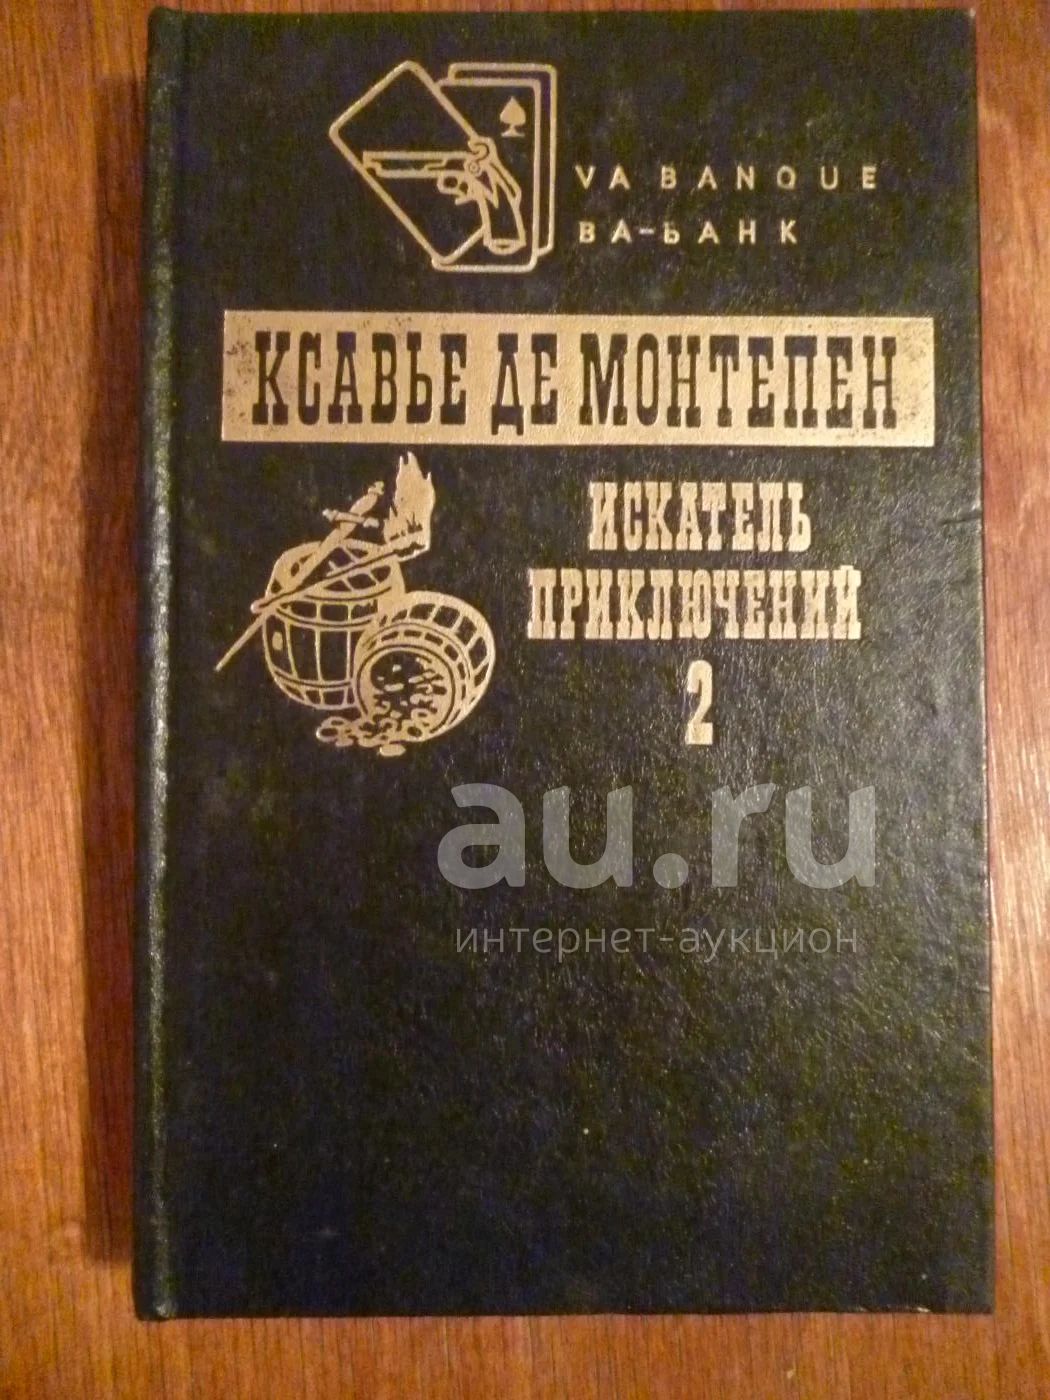 VA BANQUE
ВА-БАНК
КСАВЬЕ ДЕ МОНТЕПЕН
ИСКАТЕЛЬ
ПРИКЛЮЧЕНИЙ
2
au.ru
интернет-аукцион